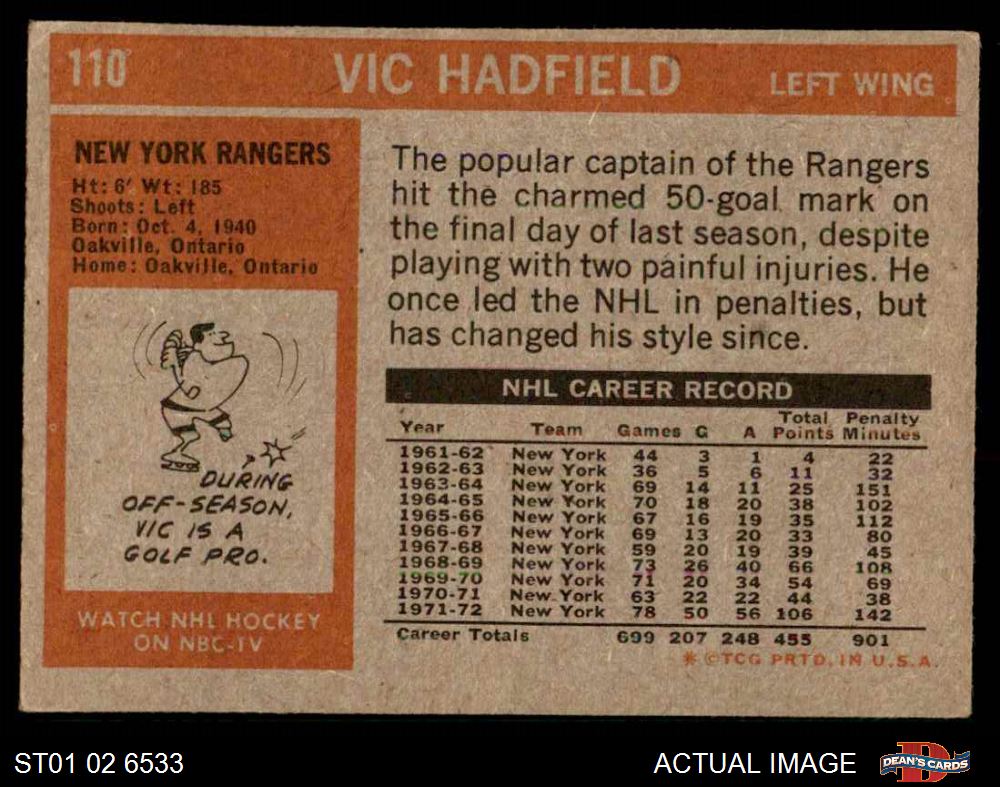 110 VIC HADFIELD LEFT WING
NEW YORK RANGERS
Ht: 6' Wt: 185
Shoots: Left
Born: Oct. 4, 1940
Oakville, Ontario
Home: Oakville, Ontario
DURING
OFF-SEASON,
VIC IS A
GOLF PRO.
WATCH NHL HOCKEY
ON NBC-TV
The popular captain of the Rangers
hit the charmed 50-goal mark on
the final day of last season, despite
playing with two painful injuries. He
once led the NHL in penalties, but
has changed his style since.
NHL CAREER RECORD
Year Team Games G A Total Points Penalty Minutes
1961-62 New York 44 3 1 4 22
1962-63 New York 36 5 6 11 32
1963-64 New York 69 14 11 25 151
1964-65 New York 70 18 20 38 102
1965-66 New York 67 16 19 35 112
1966-67 New York 69 13 20 33 80
1967-68 New York 59 20 19 39 45
1968-69 New York 73 26 40 66 108
1969-70 New York 71 20 34 54 69
1970-71 New York 63 22 22 44 38
1971-72 New York 78 50 56 106 142
Career Totals 699 207 248 455 901
* ©TCG PRTD. IN U.S.A.
ST01 02 6533 ACTUAL IMAGE DEAN'S CARDS